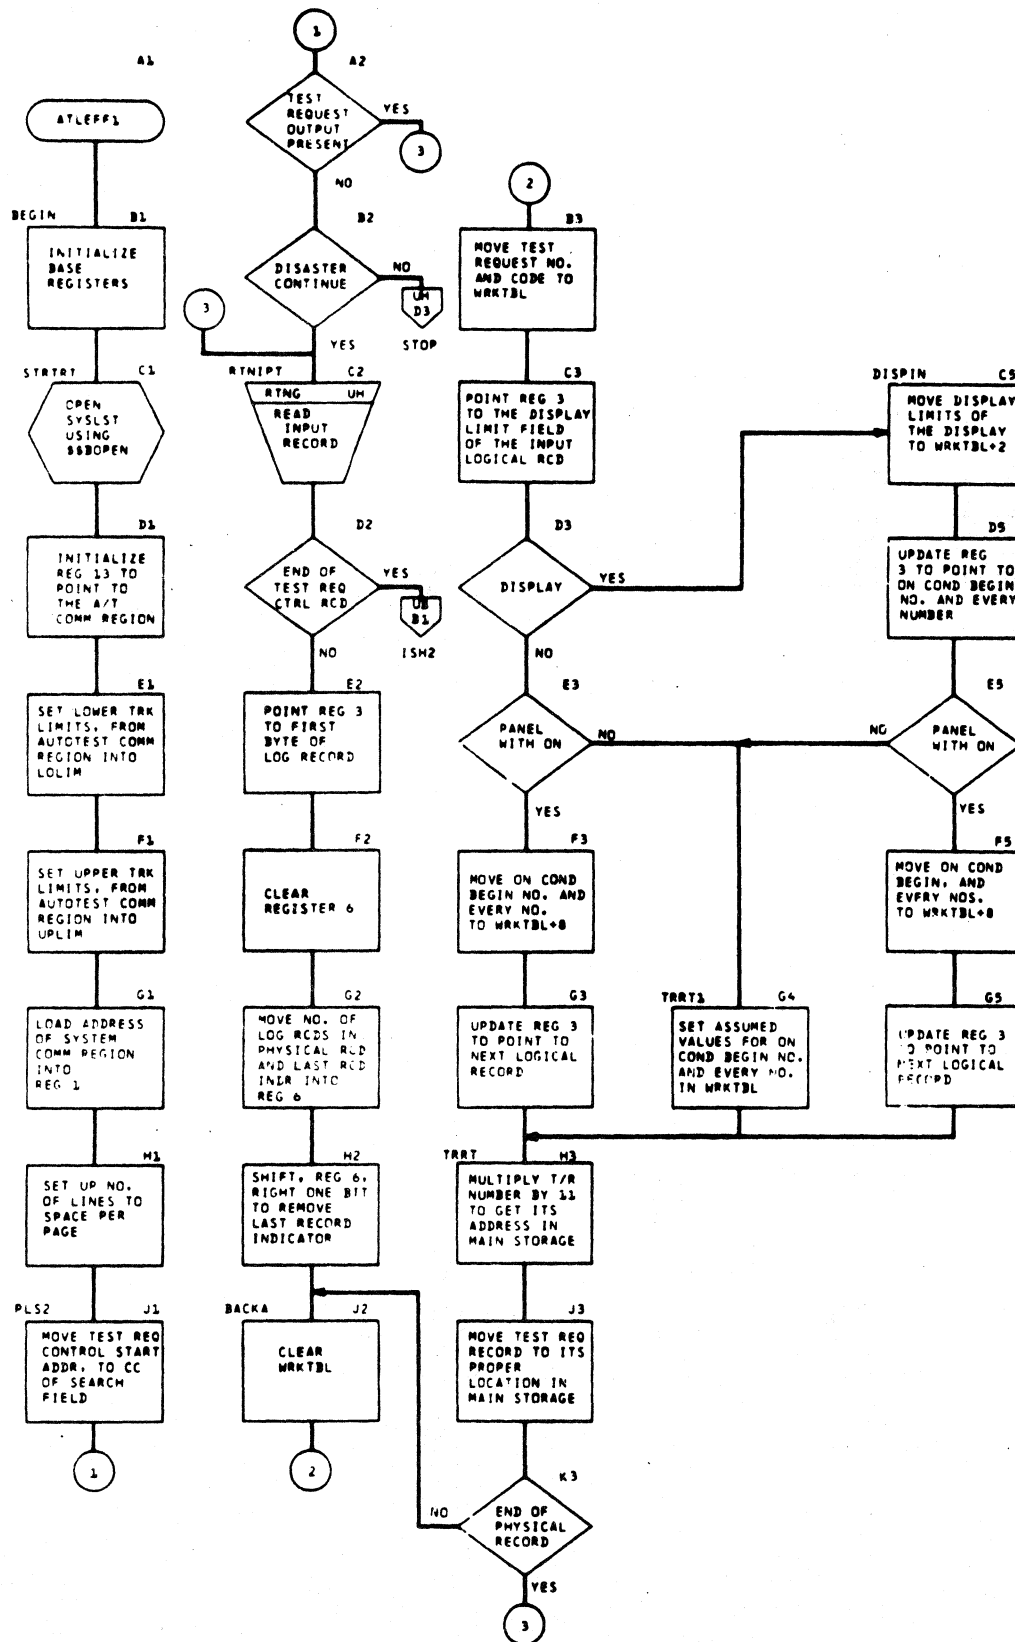 A1
ATLEFF1
BEGIN
B1
INITIALIZE
BASE
REGISTERS
STRTRT
C1
OPEN
SYSLST
USING
$$BOPEN
D1
INITIALIZE
REG 13 TO
POINT TO
THE A/T
COMM REGION
E1
SET LOWER TRK
LIMITS, FROM
AUTOTEST COMM
REGION INTO
LOLIM
F1
SET UPPER TRK
LIMITS, FROM
AUTOTEST COMM
REGION INTO
UPLIM
G1
LOAD ADDRESS
OF SYSTEM
COMM REGION
INTO
REG 1
H1
SET UP NO.
OF LINES TO
SPACE PER
PAGE
PLS2
J1
MOVE TEST REQ
CONTROL START
ADDR. TO CC
OF SEARCH
FIELD
1
1
A2
TEST
REQUEST
OUTPUT
PRESENT
YES
3
NO
B2
DISASTER
CONTINUE
NO
UH
D3
STOP
3
YES
RTNIPT
C2
RTNG
UH
READ
INPUT
RECORD
D2
END OF
TEST REQ
CTRL RCD
YES
UB
B1
ISH2
NO
E2
POINT REG 3
TO FIRST
BYTE OF
LOG RECORD
F2
CLEAR
REGISTER 6
G2
MOVE NO. OF
LOG RCDS IN
PHYSICAL RCD
AND LAST RCD
INDR INTO
REG 6
H2
SHIFT, REG 6,
RIGHT ONE BIT
TO REMOVE
LAST RECORD
INDICATOR
BACKA
J2
CLEAR
WRKTBL
2
2
B3
MOVE TEST
REQUEST NO.
AND CODE TO
WRKTBL
C3
POINT REG 3
TO THE DISPLAY
LIMIT FIELD
OF THE INPUT
LOGICAL RCD
D3
DISPLAY
YES
NO
E3
PANEL
WITH ON
NO
YES
F3
MOVE ON COND
BEGIN NO. AND
EVERY NO.
TO WRKTBL+8
G3
UPDATE REG 3
TO POINT TO
NEXT LOGICAL
RECORD
TRRT
H3
MULTIPLY T/R
NUMBER BY 11
TO GET ITS
ADDRESS IN
MAIN STORAGE
J3
MOVE TEST REQ
RECORD TO ITS
PROPER
LOCATION IN
MAIN STORAGE
K3
NO
END OF
PHYSICAL
RECORD
YES
3
TRRT1
G4
SET ASSUMED
VALUES FOR ON
COND BEGIN NO.
AND EVERY NO.
IN WRKTBL
DISPIN
C5
MOVE DISPLAY
LIMITS OF
THE DISPLAY
TO WRKTBL+2
D5
UPDATE REG
3 TO POINT TO
ON COND BEGIN
NO. AND EVERY
NUMBER
E5
NO
PANEL
WITH ON
YES
F5
MOVE ON COND
BEGIN, AND
EVERY NOS.
TO WRKTBL+8
G5
UPDATE REG 3
TO POINT TO
NEXT LOGICAL
RECORD